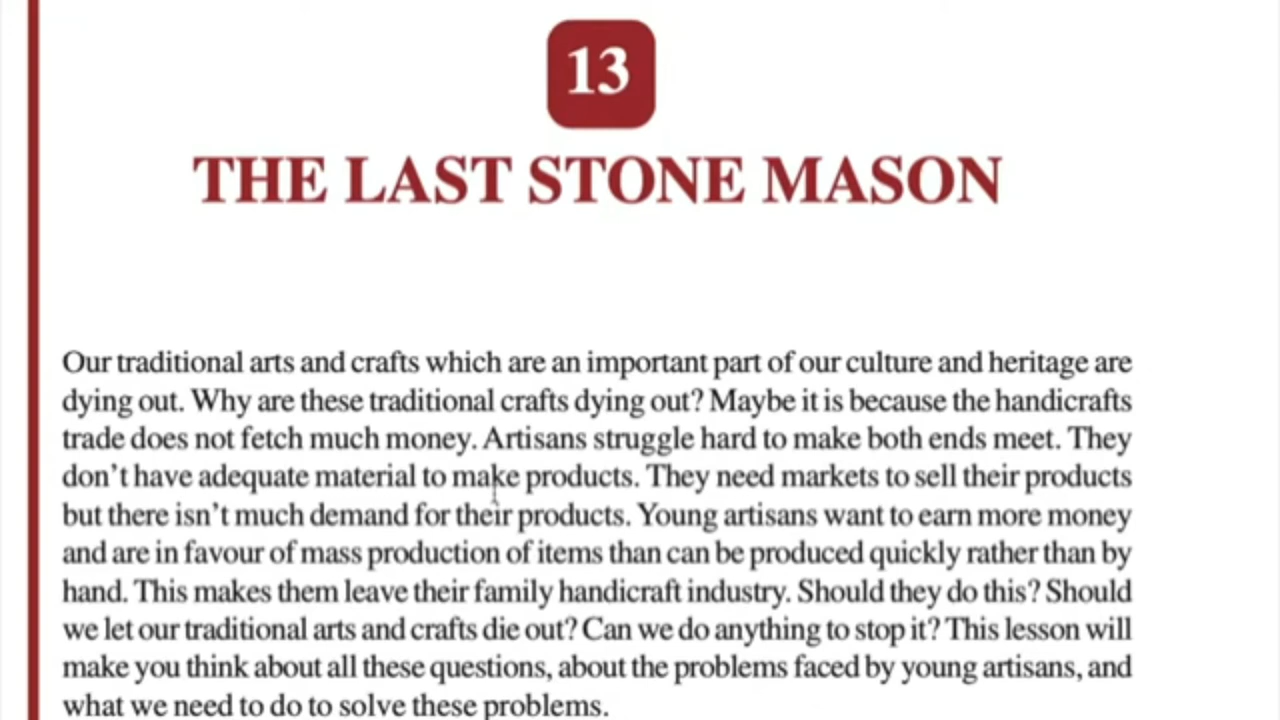 13
THE LAST STONE MASON
Our traditional arts and crafts which are an important part of our culture and heritage are
dying out. Why are these traditional crafts dying out? Maybe it is because the handicrafts
trade does not fetch much money. Artisans struggle hard to make both ends meet. They
don't have adequate material to make products. They need markets to sell their products
but there isn't much demand for their products. Young artisans want to earn more money
and are in favour of mass production of items than can be produced quickly rather than by
hand. This makes them leave their family handicraft industry. Should they do this? Should
we let our traditional arts and crafts die out? Can we do anything to stop it? This lesson will
make you think about all these questions, about the problems faced by young artisans, and
what we need to do to solve these problems.